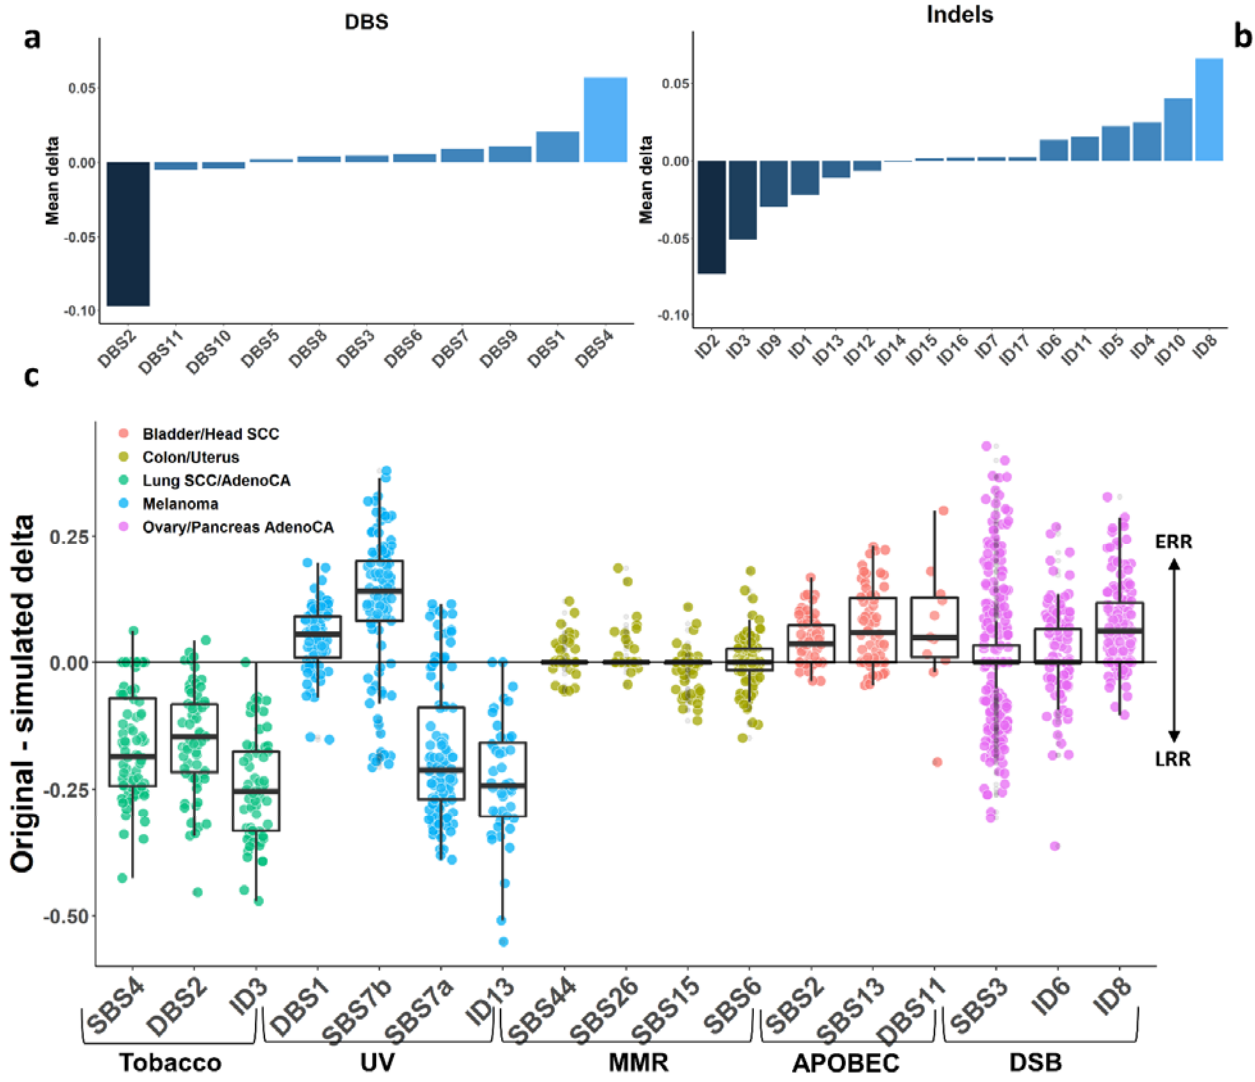 a
DBS
Mean delta
0.05
0.00
-0.05
-0.10
DBS2
DBS11
DBS10
DBS5
DBS8
DBS3
DBS6
DBS7
DBS9
DBS1
DBS4
Indels
b
Mean delta
0.05
0.00
-0.05
-0.10
ID2
ID3
ID9
ID1
ID13
ID12
ID14
ID15
ID16
ID7
ID17
ID6
ID11
ID5
ID4
ID10
ID8
c
Bladder/Head SCC
Colon/Uterus
Lung SCC/AdenoCA
Melanoma
Ovary/Pancreas AdenoCA
Original - simulated delta
0.25
0.00
-0.25
-0.50
ERR
LRR
SBS4
DBS2
ID3
DBS1
SBS7b
SBS7a
ID13
SBS44
SBS26
SBS15
SBS6
SBS2
SBS13
DBS11
SBS3
ID6
ID8
Tobacco
UV
MMR
APOBEC
DSB